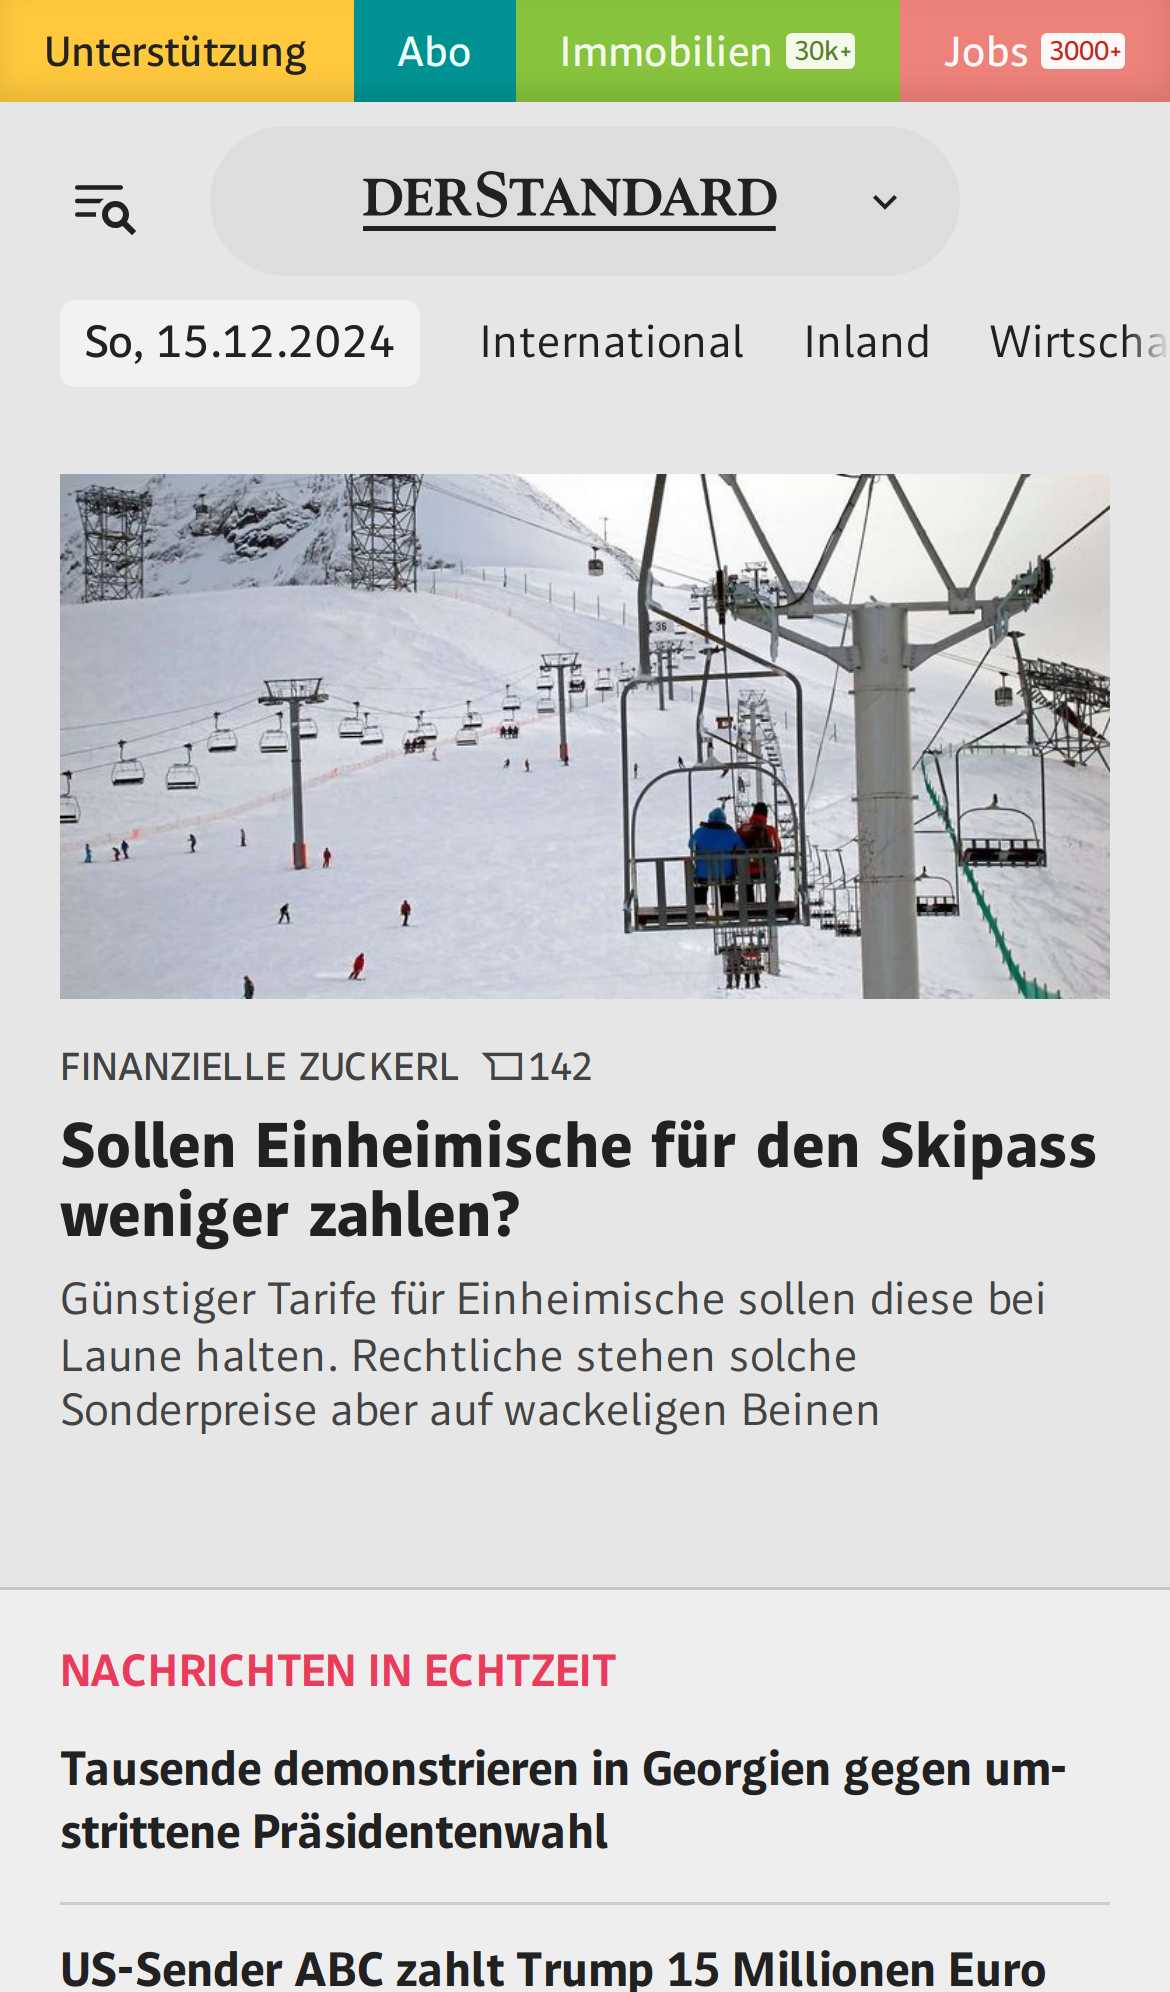 Unterstützung
Abo
Immobilien 30k+
Jobs 3000+
DERSTANDARD
So, 15.12.2024 International Inland Wirtscha
36
FINANZIELLE ZUCKERL 142
Sollen Einheimische für den Skipass
weniger zahlen?
Günstiger Tarife für Einheimische sollen diese bei
Laune halten. Rechtliche stehen solche
Sonderpreise aber auf wackeligen Beinen
NACHRICHTEN IN ECHTZEIT
Tausende demonstrieren in Georgien gegen um-
strittene Präsidentenwahl
US-Sender ABC zahlt Trump 15 Millionen Euro